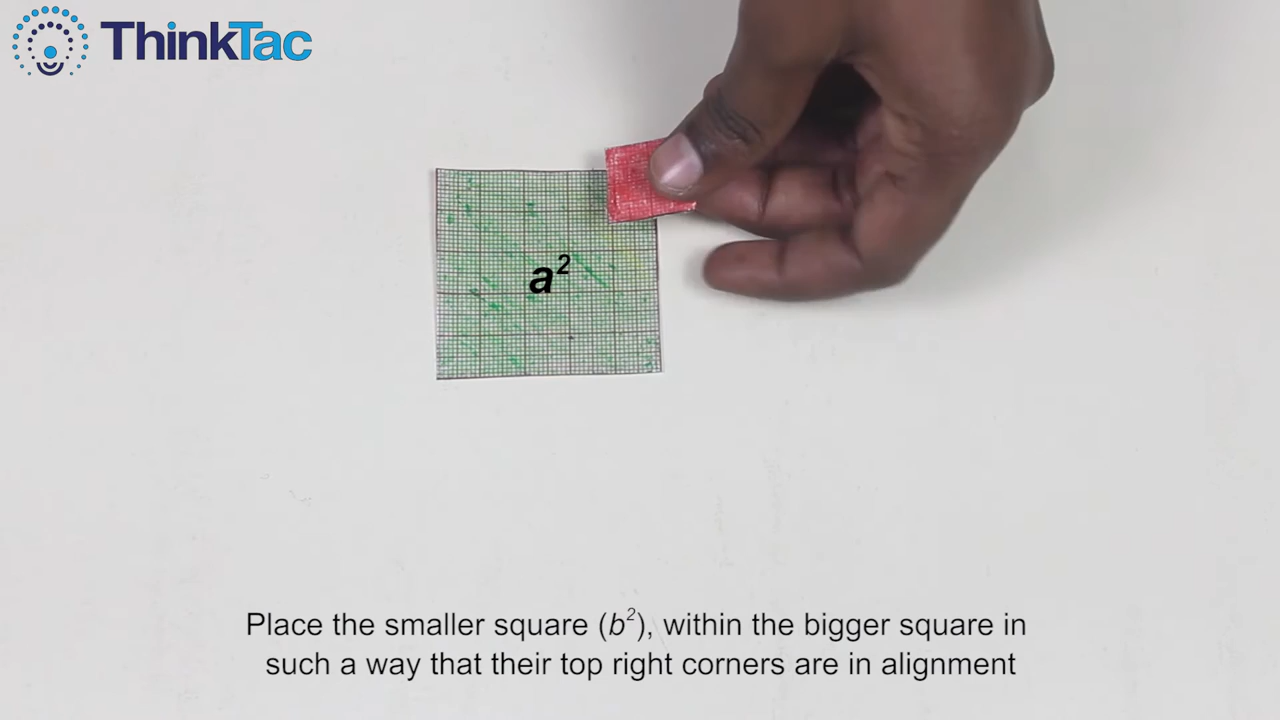 ThinkTac
a²
Place the smaller square (b²), within the bigger square in
such a way that their top right corners are in alignment